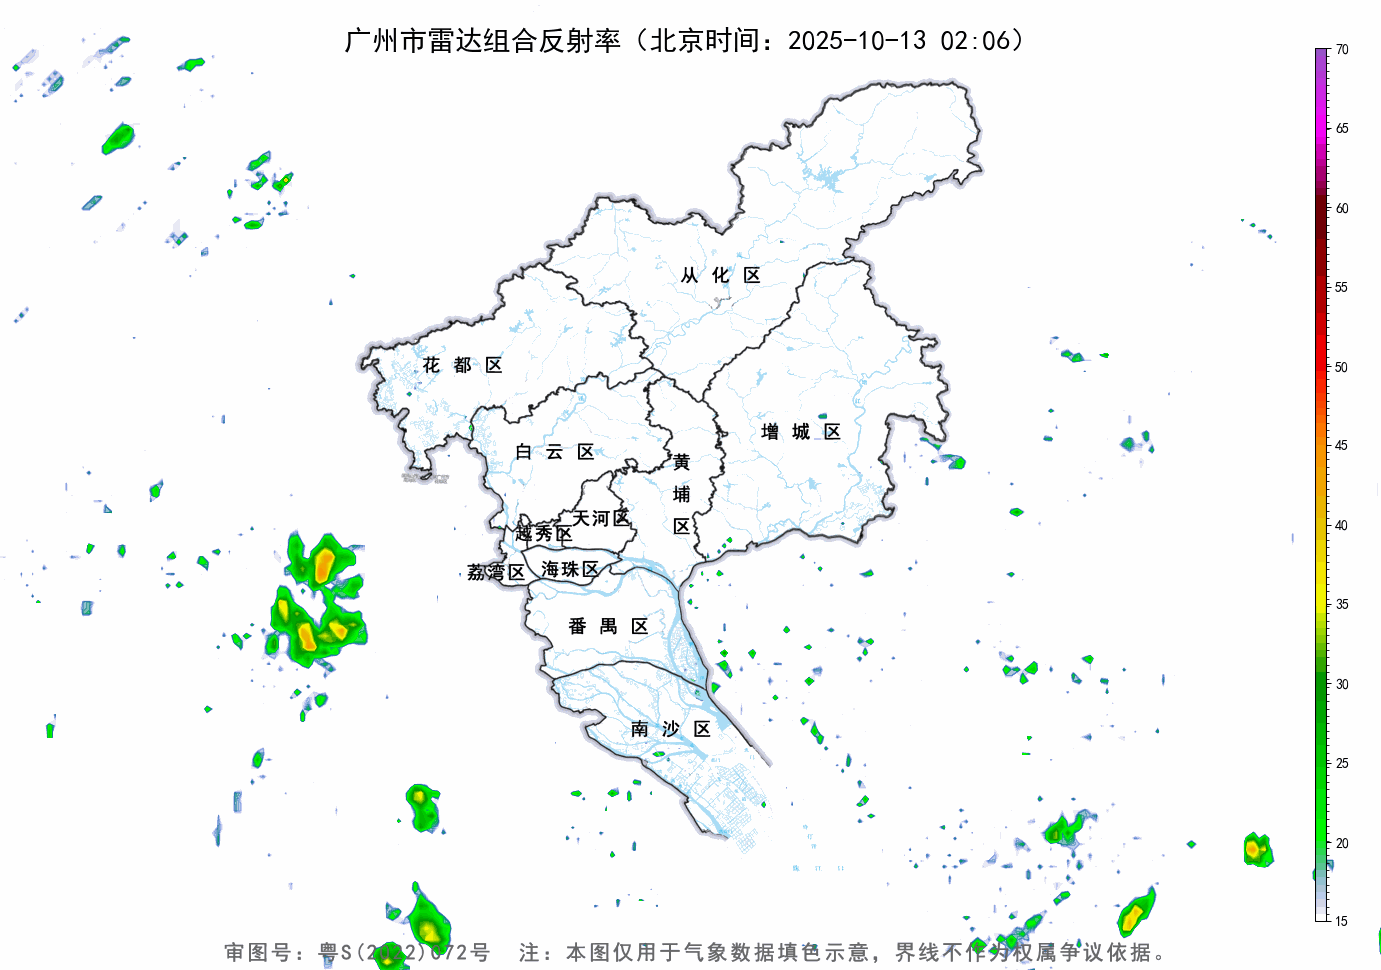 广州市雷达组合反射率（北京时间：2025-10-13 02:06）
70
65
60
55
50
45
40
35
30
25
20
15
从化区
花都区
增城区
白云区
黄埔区
天河区
越秀区
荔湾区
海珠区
番禺区
南沙区
审图号：粤S(2022)072号 注：本图仅用于气象数据填色示意，界线不作为权属争议依据。